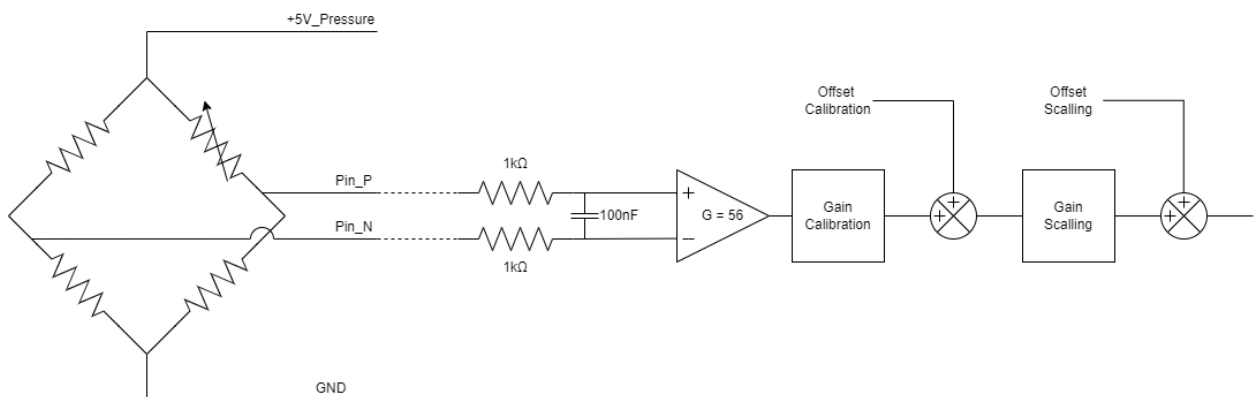 +5V_Pressure
Offset
Calibration
Offset
Scalling
1kΩ
Pin_P
+
100nF
G = 56
Gain
Calibration
+
+
Gain
Scalling
+
+
Pin_N
−
1kΩ
GND